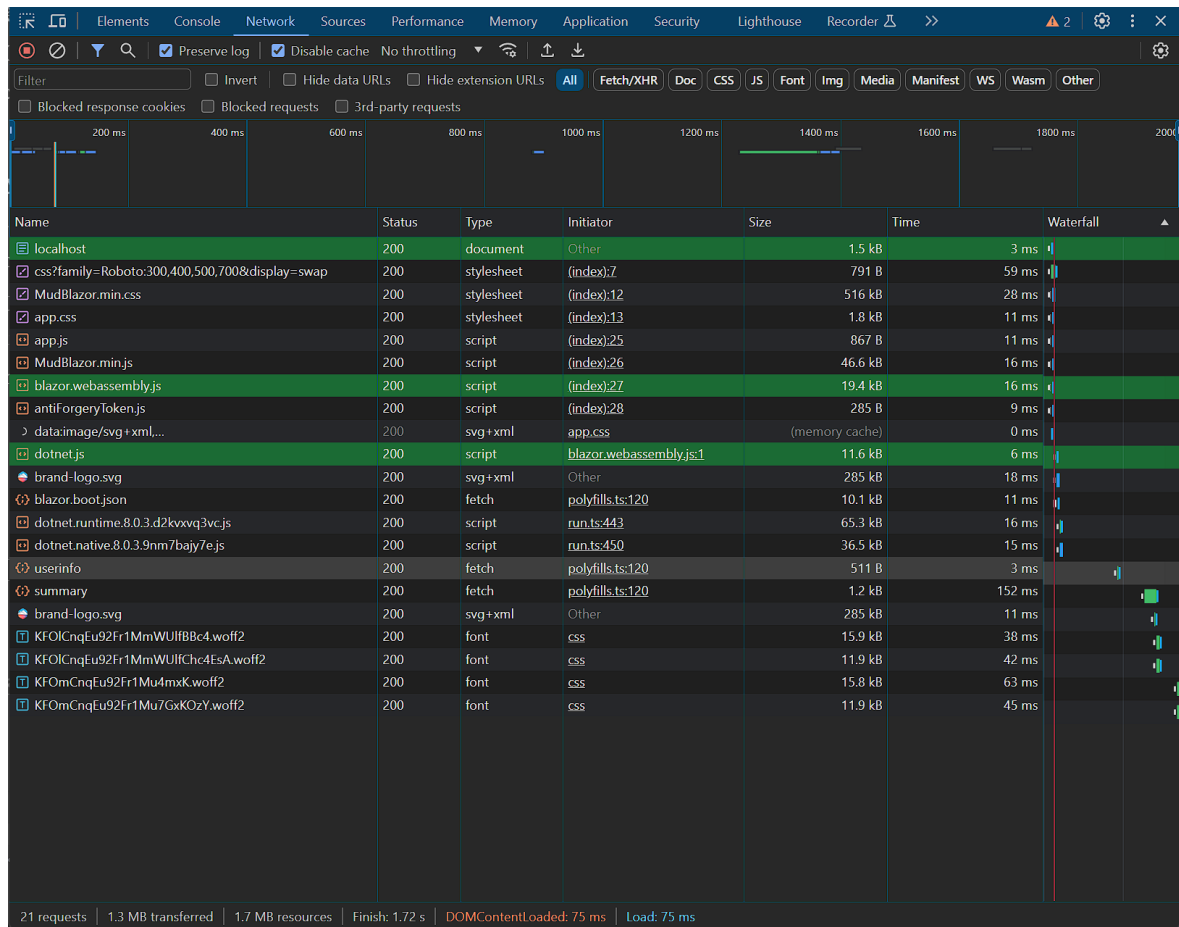 Elements Console Network Sources Performance Memory Application Security Lighthouse Recorder 2
Preserve log Disable cache No throttling
Filter Invert Hide data URLs Hide extension URLs All Fetch/XHR Doc CSS JS Font Img Media Manifest WS Wasm Other
Blocked response cookies Blocked requests 3rd-party requests
200 ms 400 ms 600 ms 800 ms 1000 ms 1200 ms 1400 ms 1600 ms 1800 ms 2000
Name Status Type Initiator Size Time Waterfall
localhost 200 document Other 1.5 kB 3 ms
css?family=Roboto:300,400,500,700&display=swap 200 stylesheet (index):7 791 B 59 ms
MudBlazor.min.css 200 stylesheet (index):12 516 kB 28 ms
app.css 200 stylesheet (index):13 1.8 kB 11 ms
app.js 200 script (index):25 867 B 11 ms
MudBlazor.min.js 200 script (index):26 46.6 kB 16 ms
blazor.webassembly.js 200 script (index):27 19.4 kB 16 ms
antiForgeryToken.js 200 script (index):28 285 B 9 ms
data:image/svg+xml,... 200 svg+xml app.css (memory cache) 0 ms
dotnet.js 200 script blazor.webassembly.js:1 11.6 kB 6 ms
brand-logo.svg 200 svg+xml Other 285 kB 18 ms
blazor.boot.json 200 fetch polyfills.ts:120 10.1 kB 11 ms
dotnet.runtime.8.0.3.d2kvxvq3vc.js 200 script run.ts:443 65.3 kB 16 ms
dotnet.native.8.0.3.9nm7bajy7e.js 200 script run.ts:450 36.5 kB 15 ms
userinfo 200 fetch polyfills.ts:120 511 B 3 ms
summary 200 fetch polyfills.ts:120 1.2 kB 152 ms
brand-logo.svg 200 svg+xml Other 285 kB 11 ms
KFOlCnqEu92Fr1MmWUlfBBc4.woff2 200 font css 15.9 kB 38 ms
KFOlCnqEu92Fr1MmWUlfChc4EsA.woff2 200 font css 11.9 kB 42 ms
KFOmCnqEu92Fr1Mu4mxK.woff2 200 font css 15.8 kB 63 ms
KFOmCnqEu92Fr1Mu7GxKOzY.woff2 200 font css 11.9 kB 45 ms
21 requests 1.3 MB transferred 1.7 MB resources Finish: 1.72 s DOMContentLoaded: 75 ms Load: 75 ms